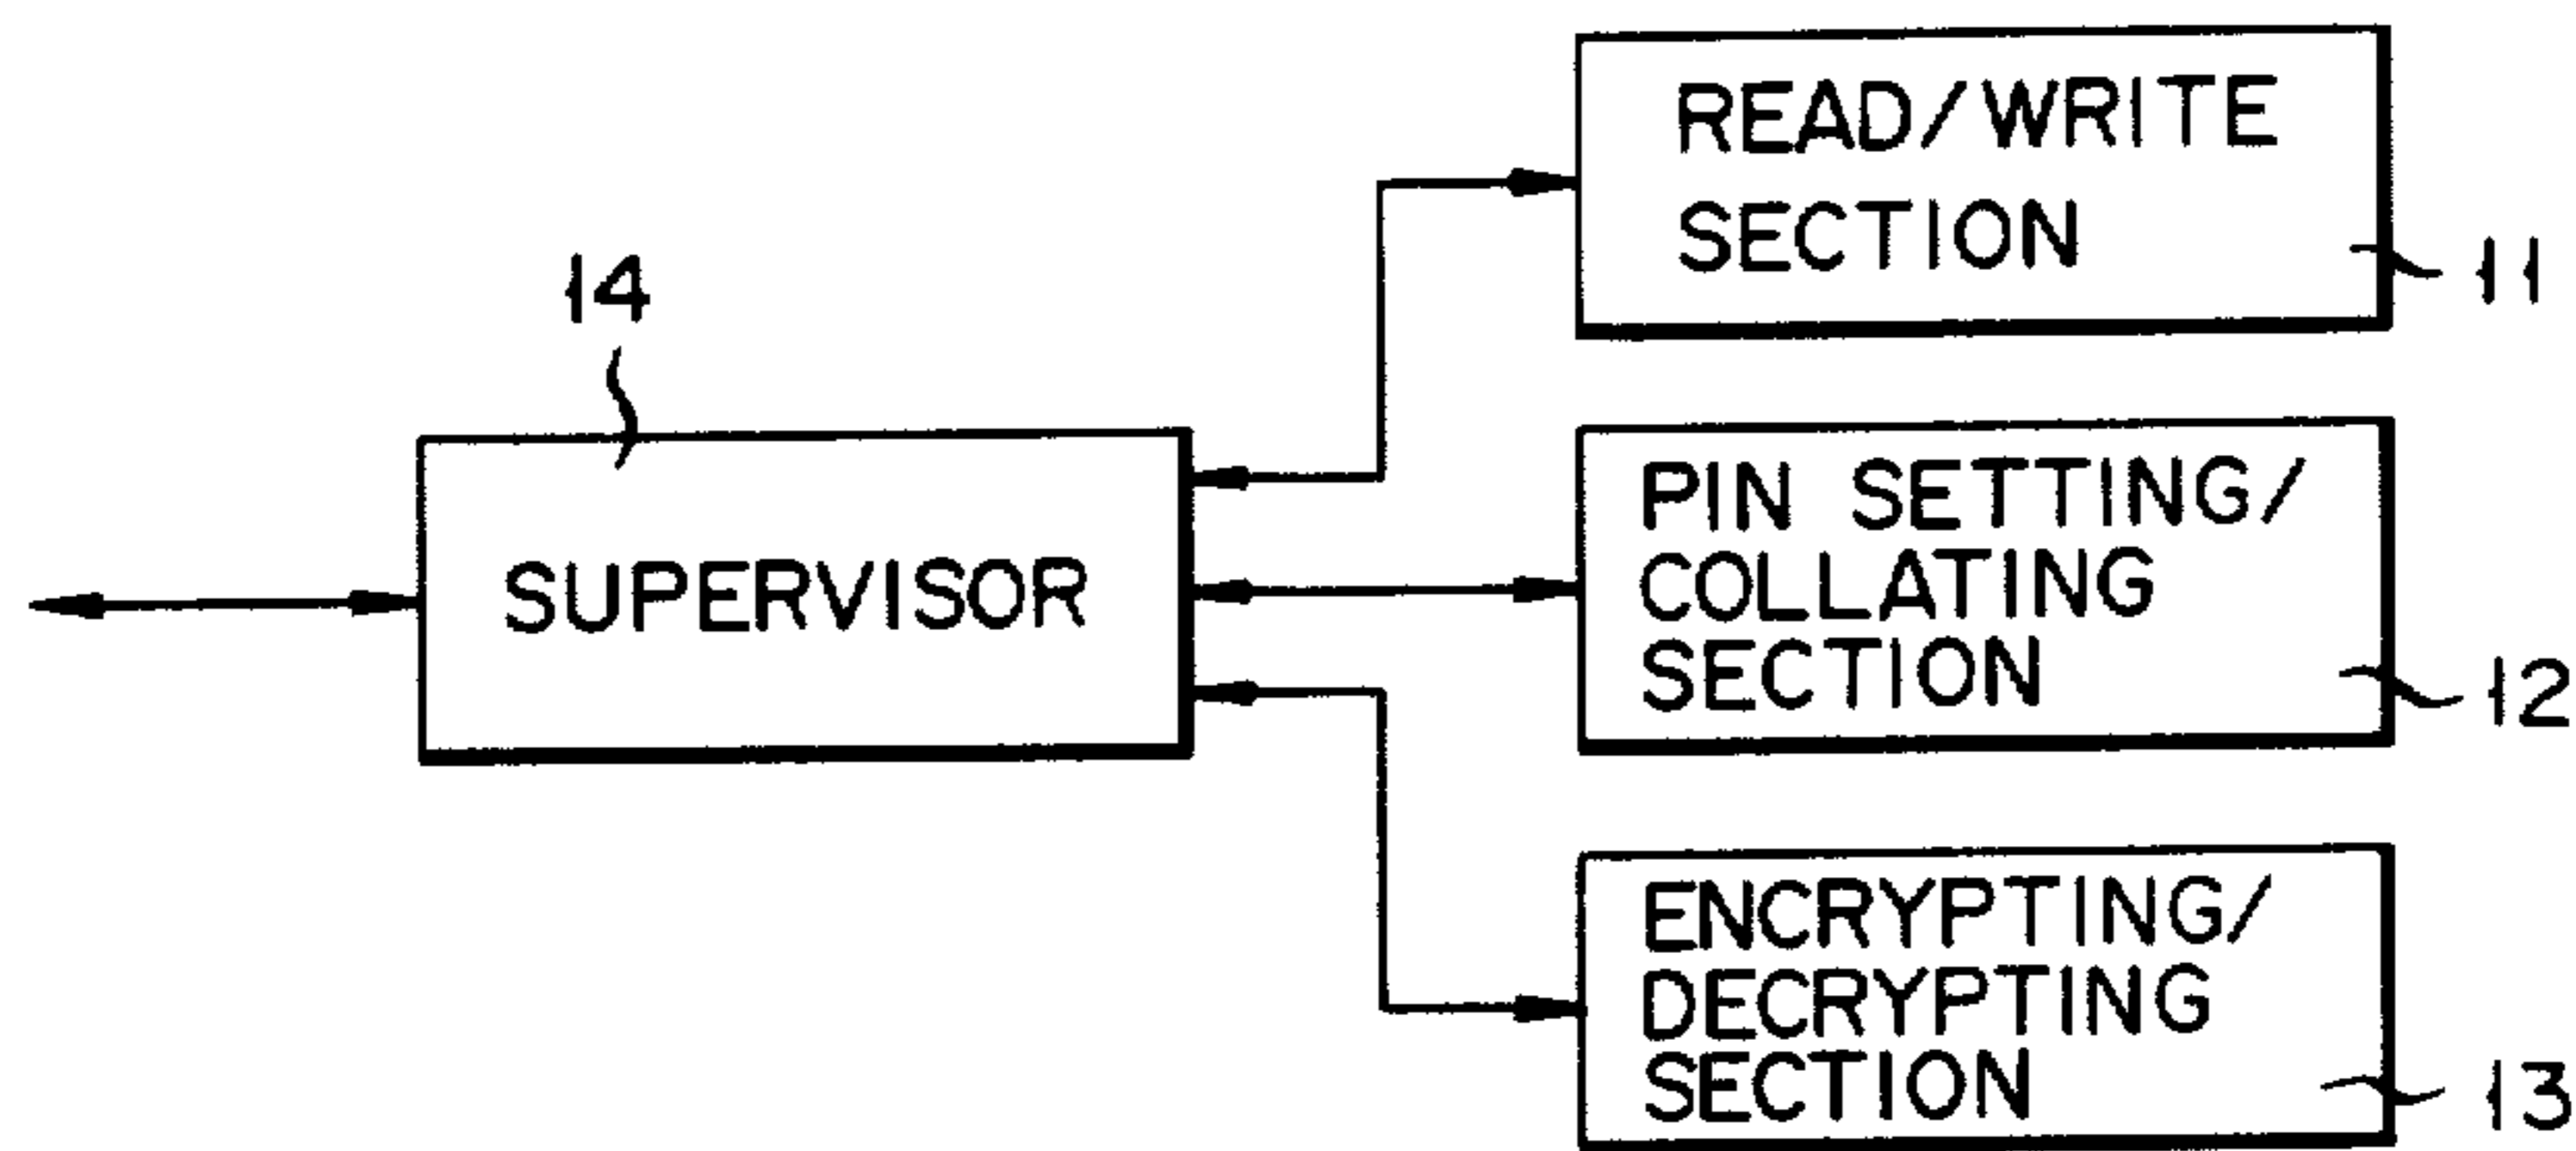 14
SUPERVISOR
READ/WRITE
SECTION
11
PIN SETTING/
COLLATING
SECTION
12
ENCRYPTING/
DECRYPTING
SECTION
13